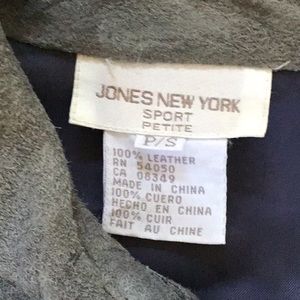 JONES NEW YORK
SPORT
PETITE
P/S
100% LEATHER
RN 54050
CA 08349
MADE IN CHINA
100% CUERO
HECHO EN CHINA
100% CUIR
FAIT AU CHINE